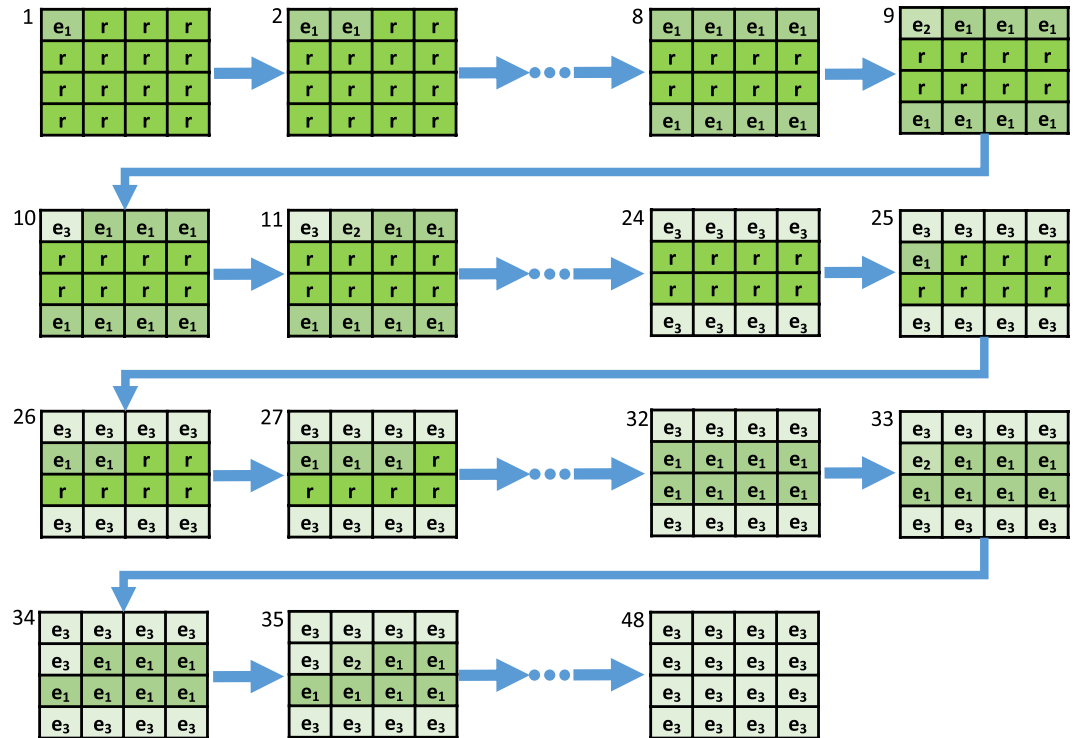 1 2 8 9
e₁ r r r e₁ e₁ r r e₁ e₁ e₁ e₁ e₂ e₁ e₁ e₁
r r r r r r r r r r r r r r r r
r r r r r r r r r r r r r r r r
r r r r r r r r e₁ e₁ e₁ e₁ e₁ e₁ e₁ e₁
10 11 24 25
e₃ e₁ e₁ e₁ e₃ e₂ e₁ e₁ e₃ e₃ e₃ e₃ e₃ e₃ e₃ e₃
r r r r r r r r r r r r e₁ r r r
r r r r r r r r r r r r r r r r
e₁ e₁ e₁ e₁ e₁ e₁ e₁ e₁ e₃ e₃ e₃ e₃ e₃ e₃ e₃ e₃
26 27 32 33
e₃ e₃ e₃ e₃ e₃ e₃ e₃ e₃ e₃ e₃ e₃ e₃ e₃ e₃ e₃ e₃
e₁ e₁ r r e₁ e₁ e₁ r e₁ e₁ e₁ e₁ e₂ e₁ e₁ e₁
r r r r r r r r e₁ e₁ e₁ e₁ e₁ e₁ e₁ e₁
e₃ e₃ e₃ e₃ e₃ e₃ e₃ e₃ e₃ e₃ e₃ e₃ e₃ e₃ e₃ e₃
34 35 48
e₃ e₃ e₃ e₃ e₃ e₃ e₃ e₃ e₃ e₃ e₃ e₃
e₃ e₁ e₁ e₁ e₃ e₂ e₁ e₁ e₃ e₃ e₃ e₃
e₁ e₁ e₁ e₁ e₁ e₁ e₁ e₁ e₃ e₃ e₃ e₃
e₃ e₃ e₃ e₃ e₃ e₃ e₃ e₃ e₃ e₃ e₃ e₃